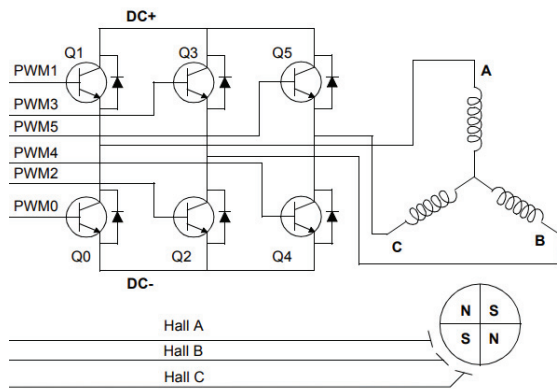 DC+
Q1
Q3
Q5
PWM1
A
PWM3
PWM5
PWM4
PWM2
PWM0
C
B
Q0
Q2
Q4
DC-
N S
S N
Hall A
Hall B
Hall C